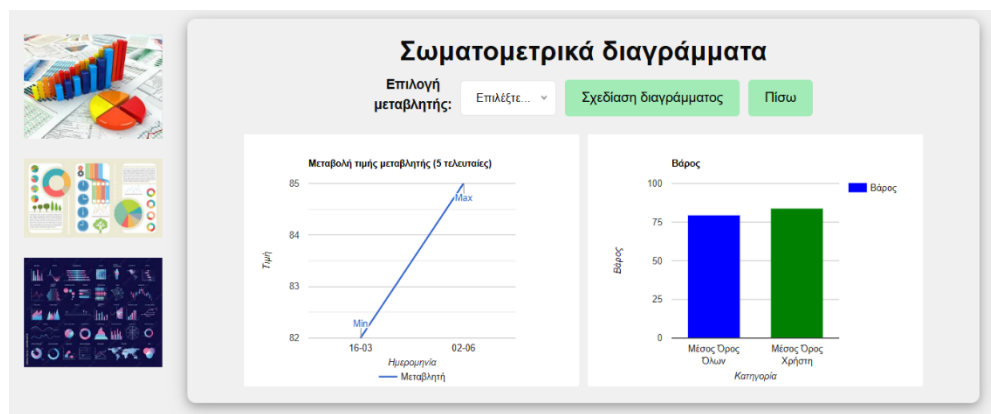 Σωματομετρικά διαγράμματα
Επιλογή
μεταβλητής:
Επιλέξτε...
Σχεδίαση διαγράμματος
Πίσω
Μεταβολή τιμής μεταβλητής (5 τελευταίες)
85
84
83
82
Τιμή
Max
Min
16-03
02-06
Ημερομηνία
Μεταβλητή
Βάρος
100
75
50
25
0
Βάρος
Βάρος
Μέσος Όρος
Όλων
Μέσος Όρος
Χρήστη
Κατηγορία